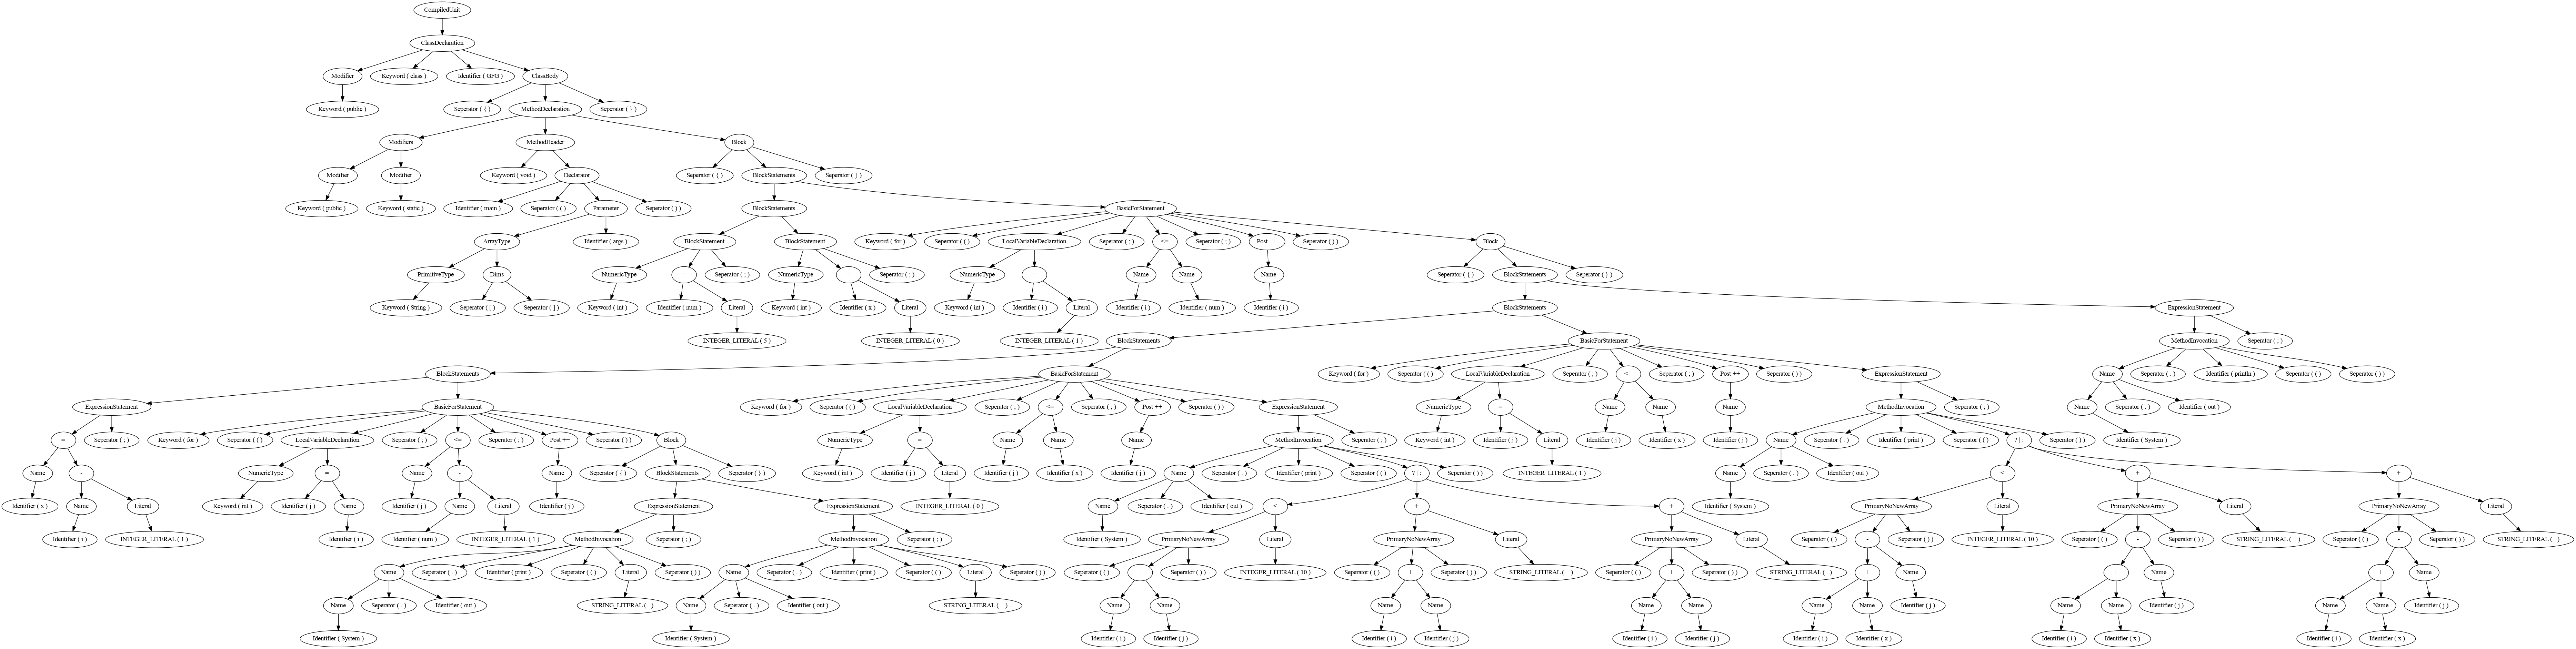 CompiledUnit
ClassDeclaration
Modifier Keyword ( class ) Identifier ( GFG ) ClassBody
Keyword ( public ) Seperator ( { ) MethodDeclaration Seperator ( } )
Modifiers MethodHeader Block
Modifier Modifier Keyword ( void ) Declarator Seperator ( { ) BlockStatements Seperator ( } )
Keyword ( public ) Keyword ( static ) Identifier ( main ) Seperator ( ( ) Parameter Seperator ( ) ) BlockStatements BasicForStatement
ArrayType Identifier ( args ) BlockStatement BlockStatement Keyword ( for ) Seperator ( ( ) LocalVariableDeclaration Seperator ( ; ) <= Seperator ( ; ) Post ++ Seperator ( ) ) Block
PrimitiveType Dims NumericType = Seperator ( ; ) NumericType = Seperator ( ; ) NumericType = Name Name Name Seperator ( { ) BlockStatements Seperator ( } )
Keyword ( String ) Seperator ( [ ) Seperator ( ] ) Keyword ( int ) Identifier ( num ) Literal Keyword ( int ) Identifier ( x ) Literal Keyword ( int ) Identifier ( i ) Literal Identifier ( i ) Identifier ( num ) Identifier ( i ) BlockStatements ExpressionStatement
INTEGER_LITERAL ( 5 ) INTEGER_LITERAL ( 0 ) INTEGER_LITERAL ( 1 ) BlockStatements BasicForStatement MethodInvocation Seperator ( ; )
BlockStatements BasicForStatement Keyword ( for ) Seperator ( ( ) LocalVariableDeclaration Seperator ( ; ) <= Seperator ( ; ) Post ++ Seperator ( ) ) ExpressionStatement Name Seperator ( . ) Identifier ( println ) Seperator ( ( ) Seperator ( ) )
ExpressionStatement BasicForStatement Keyword ( for ) Seperator ( ( ) LocalVariableDeclaration Seperator ( ; ) <= Seperator ( ; ) Post ++ Seperator ( ) ) ExpressionStatement NumericType = Name Name Name MethodInvocation Seperator ( ; ) Name Seperator ( . ) Identifier ( out )
= Seperator ( ; ) Keyword ( for ) Seperator ( ( ) LocalVariableDeclaration Seperator ( ; ) <= Seperator ( ; ) Post ++ Seperator ( ) ) Block NumericType = Name Name Name MethodInvocation Seperator ( ; ) Keyword ( int ) Identifier ( j ) Literal Identifier ( j ) Identifier ( x ) Identifier ( j ) Name Seperator ( . ) Identifier ( print ) Seperator ( ( ) ? | : Seperator ( ) ) Identifier ( System )
Name - NumericType = Name - Name Seperator ( { ) BlockStatements Seperator ( } ) Keyword ( int ) Identifier ( j ) Literal Identifier ( j ) Identifier ( x ) Identifier ( j ) Name Seperator ( . ) Identifier ( print ) Seperator ( ( ) ? | : Seperator ( ) ) INTEGER_LITERAL ( 1 ) Name Seperator ( . ) Identifier ( out ) < + +
Identifier ( x ) Name Literal Keyword ( int ) Identifier ( j ) Name Identifier ( j ) Name Literal Identifier ( j ) ExpressionStatement ExpressionStatement INTEGER_LITERAL ( 0 ) Name Seperator ( . ) Identifier ( out ) < + + Identifier ( System ) PrimaryNoNewArray Literal PrimaryNoNewArray Literal PrimaryNoNewArray Literal
Identifier ( i ) INTEGER_LITERAL ( 1 ) Identifier ( i ) Identifier ( num ) INTEGER_LITERAL ( 1 ) MethodInvocation Seperator ( ; ) MethodInvocation Seperator ( ; ) Identifier ( System ) PrimaryNoNewArray Literal PrimaryNoNewArray Literal PrimaryNoNewArray Literal Seperator ( ( ) - Seperator ( ) ) INTEGER_LITERAL ( 10 ) Seperator ( ( ) - Seperator ( ) ) STRING_LITERAL ( ) Seperator ( ( ) - Seperator ( ) ) STRING_LITERAL ( )
Name Seperator ( . ) Identifier ( print ) Seperator ( ( ) Literal Seperator ( ) ) Name Seperator ( . ) Identifier ( print ) Seperator ( ( ) Literal Seperator ( ) ) Seperator ( ( ) + Seperator ( ) ) INTEGER_LITERAL ( 10 ) Seperator ( ( ) + Seperator ( ) ) STRING_LITERAL ( ) Seperator ( ( ) + Seperator ( ) ) STRING_LITERAL ( ) + Name + Name + Name
Name Seperator ( . ) Identifier ( out ) STRING_LITERAL ( ) Name Seperator ( . ) Identifier ( out ) STRING_LITERAL ( ) Name Name Name Name Name Name Name Name Identifier ( j ) Name Name Identifier ( j ) Name Name Identifier ( j )
Identifier ( System ) Identifier ( System ) Identifier ( i ) Identifier ( j ) Identifier ( i ) Identifier ( j ) Identifier ( i ) Identifier ( j ) Identifier ( i ) Identifier ( x ) Identifier ( i ) Identifier ( x ) Identifier ( i ) Identifier ( x )